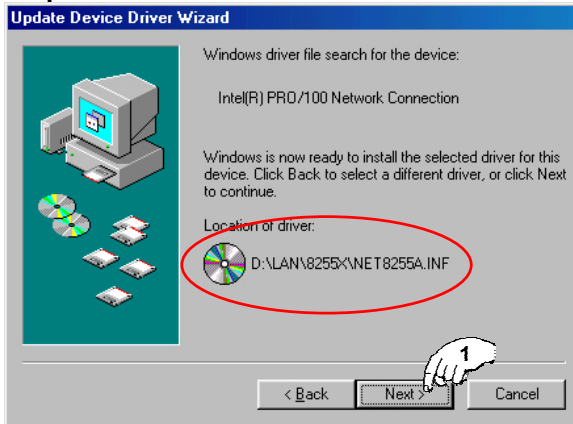 Update Device Driver Wizard
Windows driver file search for the device:
Intel(R) PRO/100 Network Connection
Windows is now ready to install the selected driver for this
device. Click Back to select a different driver, or click Next
to continue.
Location of driver:
D:\LAN\8255X\NET8255A.INF
1
< Back
Next >
Cancel